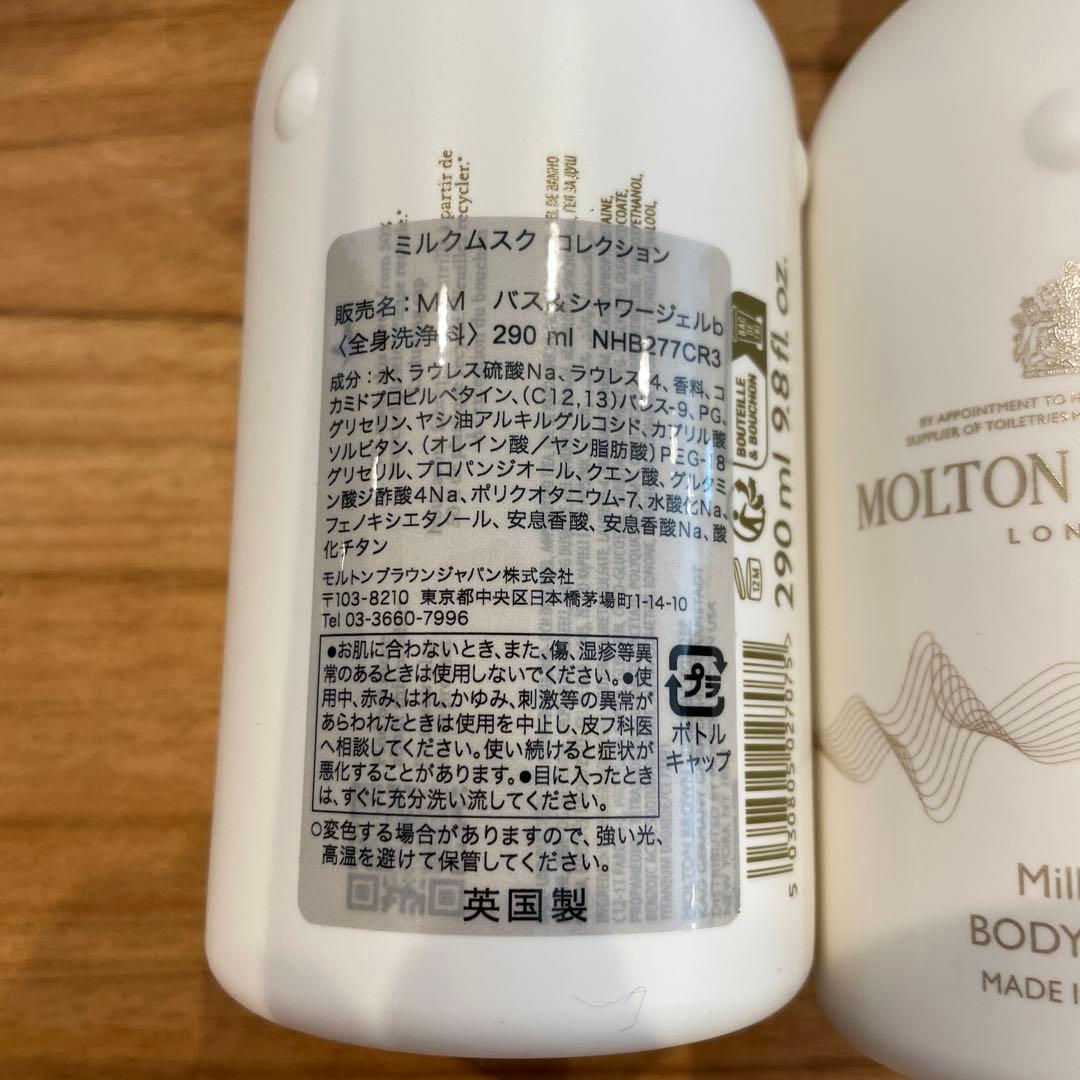 partir de
recycler.*
ミルクムスク コレクション
販売名：MM バス&シャワージェルb
〈全身洗浄料〉290 ml NHB277CR3
成分：水、ラウレス硫酸Na、ラウレス-4、香料、コ
カミドプロピルベタイン、(C12,13)パレス-9、PG、
グリセリン、ヤシ油アルキルグルコシド、カプリル酸
ソルビタン、（オレイン酸／ヤシ脂肪酸）PEG-18
グリセリル、プロパンジオール、クエン酸、グルタミ
ン酸ジ酢酸4Na、ポリクオタニウム-7、水酸化Na、
フェノキシエタノール、安息香酸、安息香酸Na、酸
化チタン
モルトンブラウンジャパン株式会社
〒103-8210 東京都中央区日本橋茅場町1-14-10
Tel 03-3660-7996
●お肌に合わないとき、また、傷、湿疹等異
常のあるときは使用しないでください。●使
用中、赤み、はれ、かゆみ、刺激等の異常が
あらわれたときは使用を中止し、皮フ科医
へ相談してください。使い続けると症状が
悪化することがあります。●目に入ったとき
は、すぐに充分洗い流してください。
プラ
ボトル
キャップ
○変色する場合がありますので、強い光、
高温を避けて保管してください。
英国製
BOUTEILLE
& BOUCHON
BAC
DE
TRI
12M
290 ml 9.8 fl. oz.
5 030805 027075 >
BY APPOINTMENT TO
SUPPLIER OF TOILETRIES
MOLTON
LON
Mil
BODY
MADE I